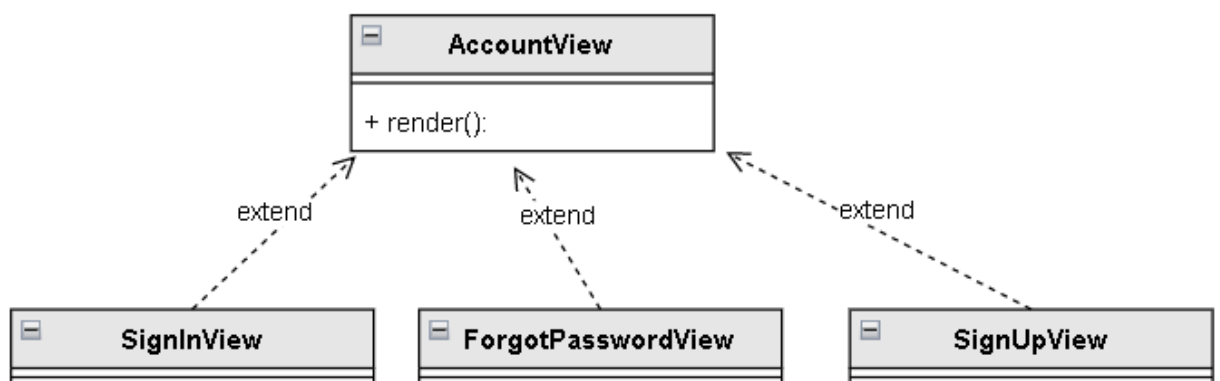 AccountView
+ render():
extend
extend
extend
SignInView
ForgotPasswordView
SignUpView